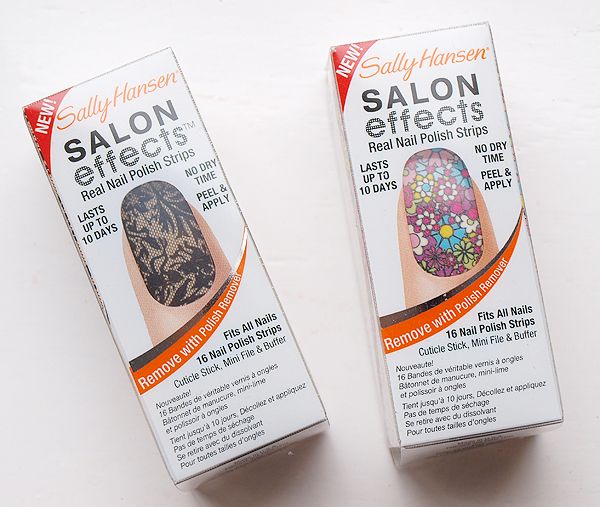 NEW!
Sally Hansen
SALON
effects™
Real Nail Polish Strips
LASTS
UP TO
10 DAYS
NO DRY
TIME
PEEL &
APPLY
Remove with Polish Remover
Fits All Nails
16 Nail Polish Strips
Cuticle Stick, Mini File & Buffer
Nouveauté!
16 Bandes de véritable vernis à ongles
Bâtonnet de manucure, mini-lime
et polissoir à ongles
Tient jusqu'à 10 jours. Décollez et appliquez
Pas de temps de séchage
Se retire avec du dissolvant
Pour toutes tailles d'ongles
NEW!
Sally Hansen®
SALON
effects
Real Nail Polish Strips
LASTS
UP TO
10 DAYS
NO DRY
TIME
PEEL &
APPLY
Remove with Polish Remover
Fits All Nails
16 Nail Polish Strips
Cuticle Stick, Mini File & Buffer
Nouveauté!
16 Bandes de véritable vernis à ongles
Bâtonnet de manucure, mini-lime
et polissoir à ongles
Tient jusqu'à 10 jours. Décollez et appliquez
Pas de temps de séchage
Se retire avec du dissolvant
Pour toutes tailles d'ongles